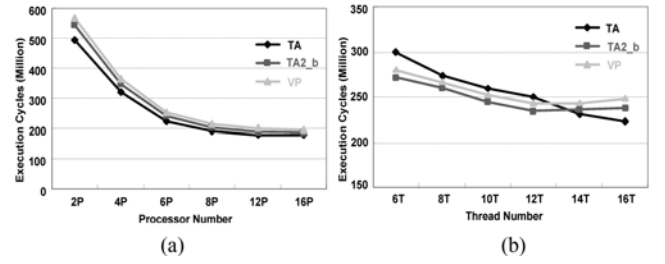 600
500
400
300
200
600
0
Execution Cycles (Million)
TA
TA2_b
VP
2P 4P 6P 8P 12P 16P
Processor Number
(a)
350
300
250
200
150
Execution Cycles (Million)
TA
TA2_b
VP
6T 8T 10T 12T 14T 16T
Thread Number
(b)